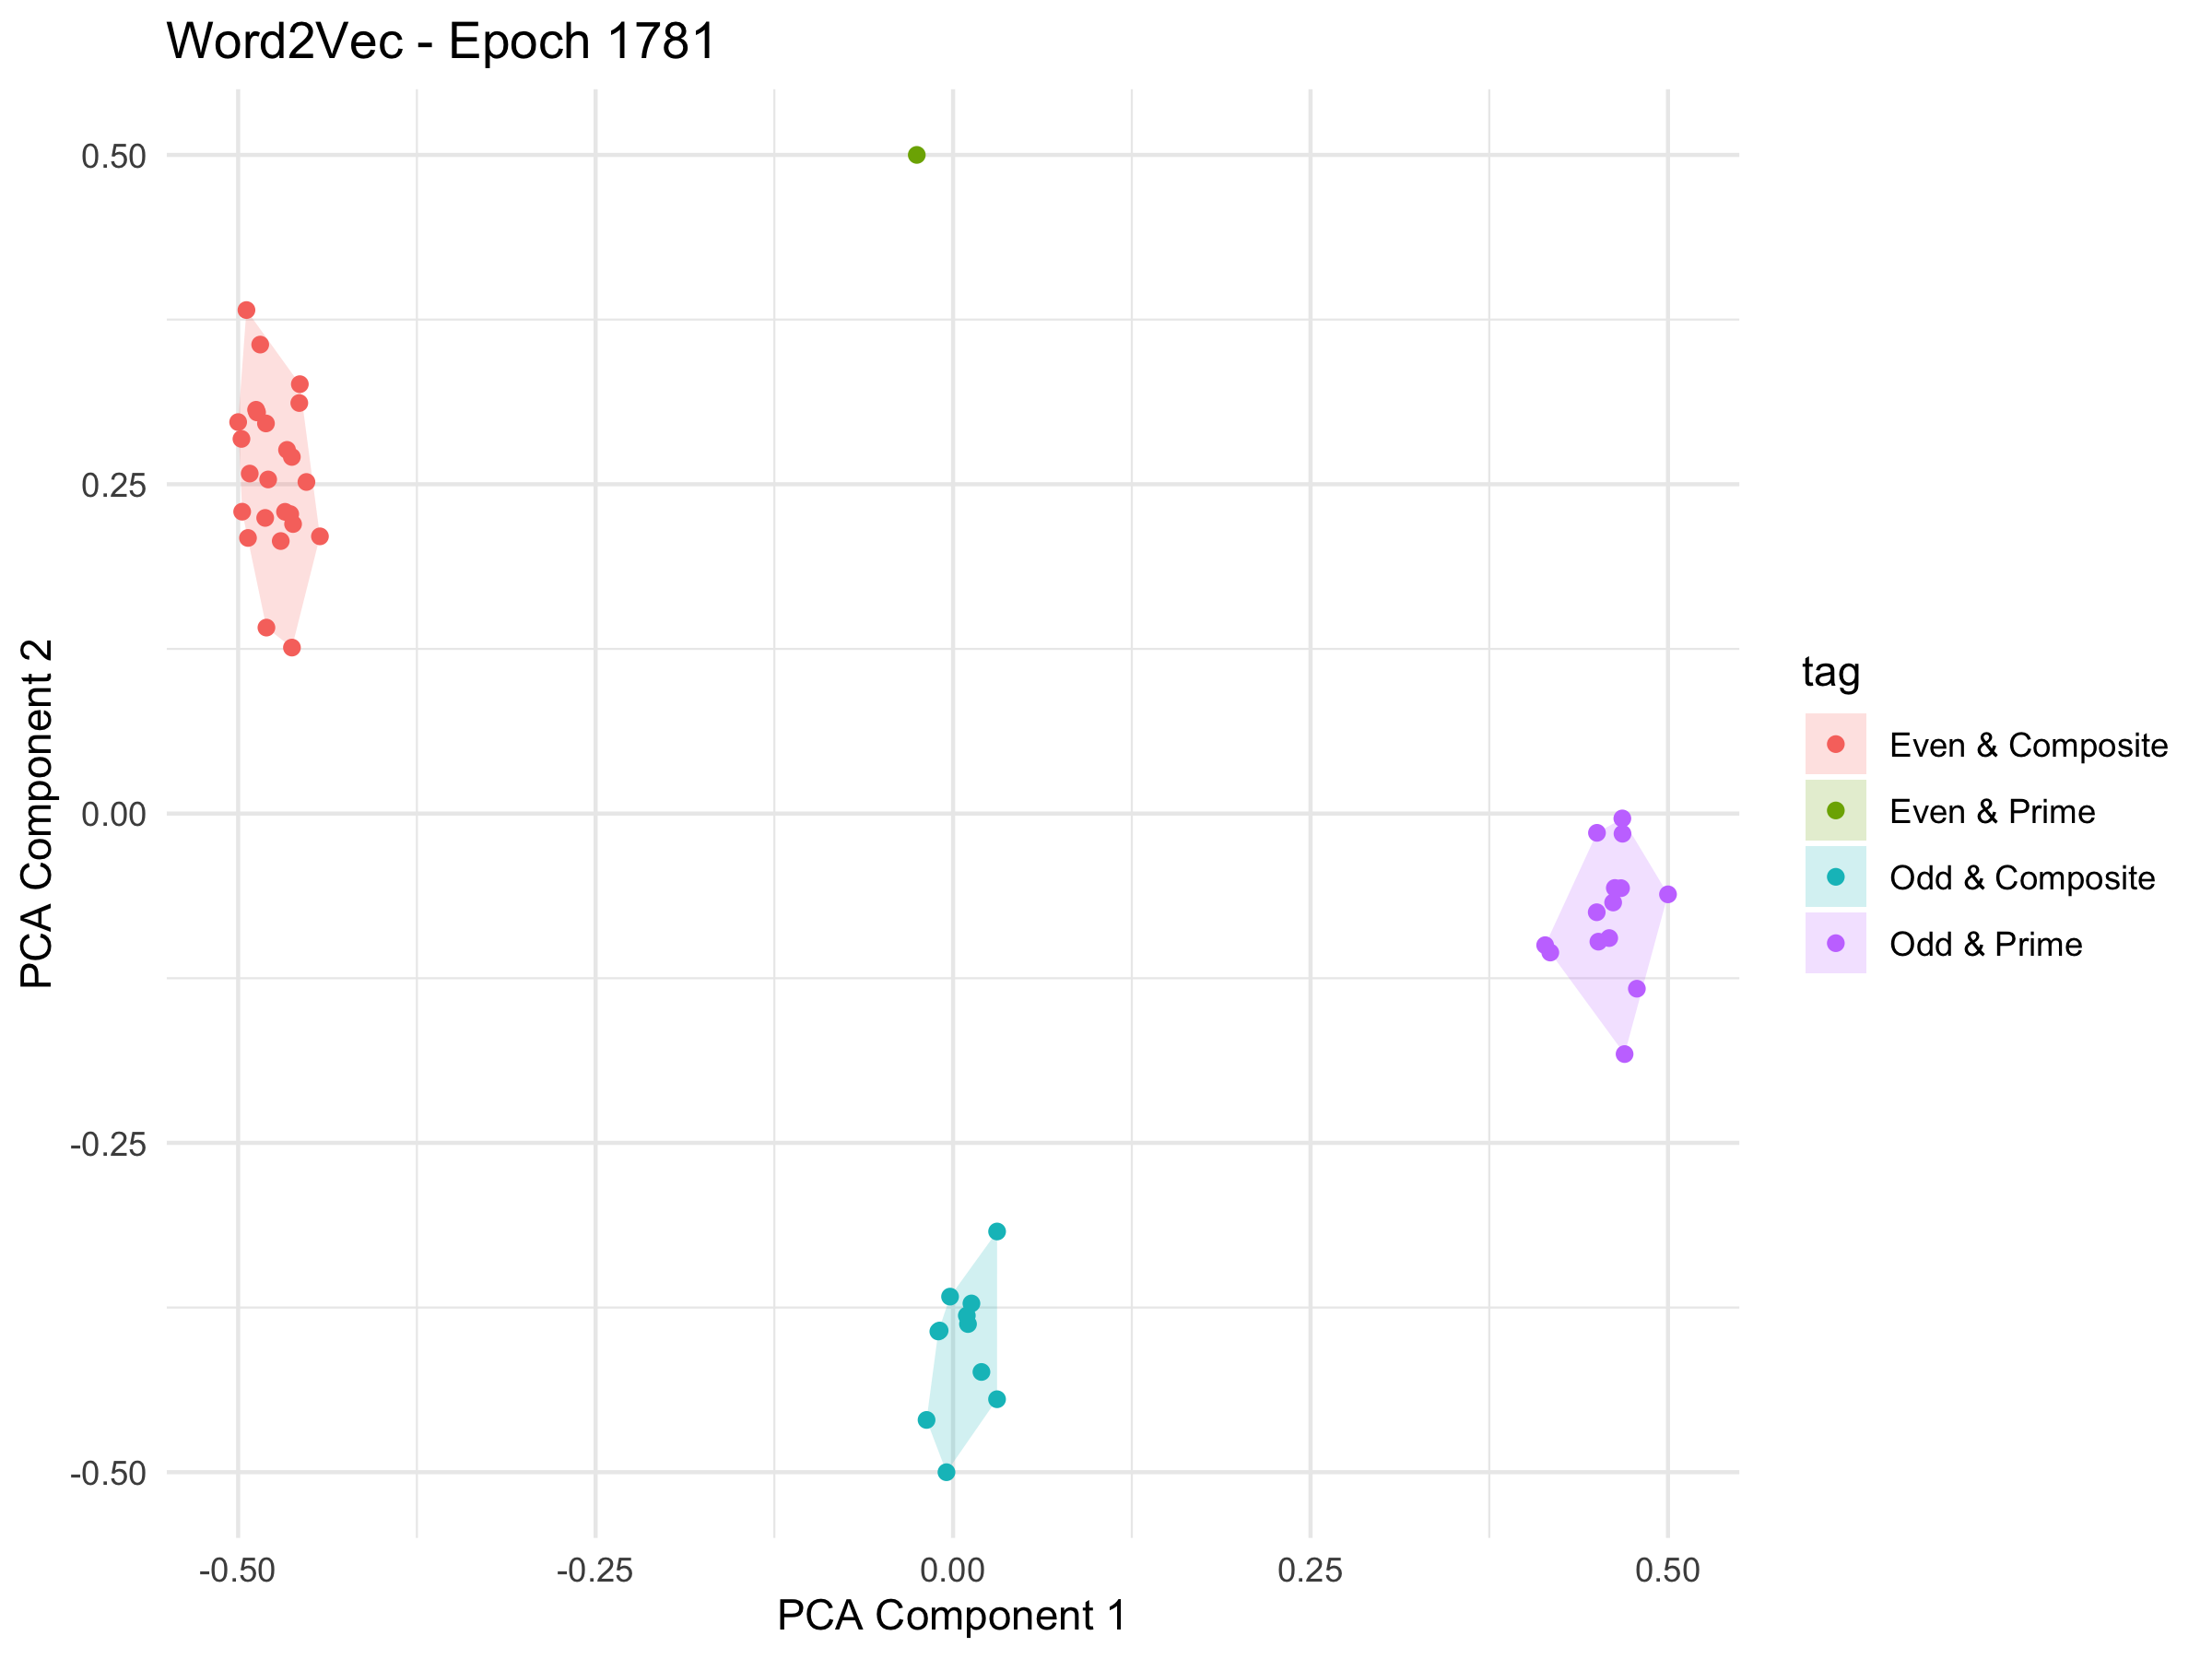 Word2Vec - Epoch 1781
0.50
0.25
0.00
-0.25
-0.50
PCA Component 2
-0.50
-0.25
0.00
0.25
0.50
PCA Component 1
tag
Even & Composite
Even & Prime
Odd & Composite
Odd & Prime